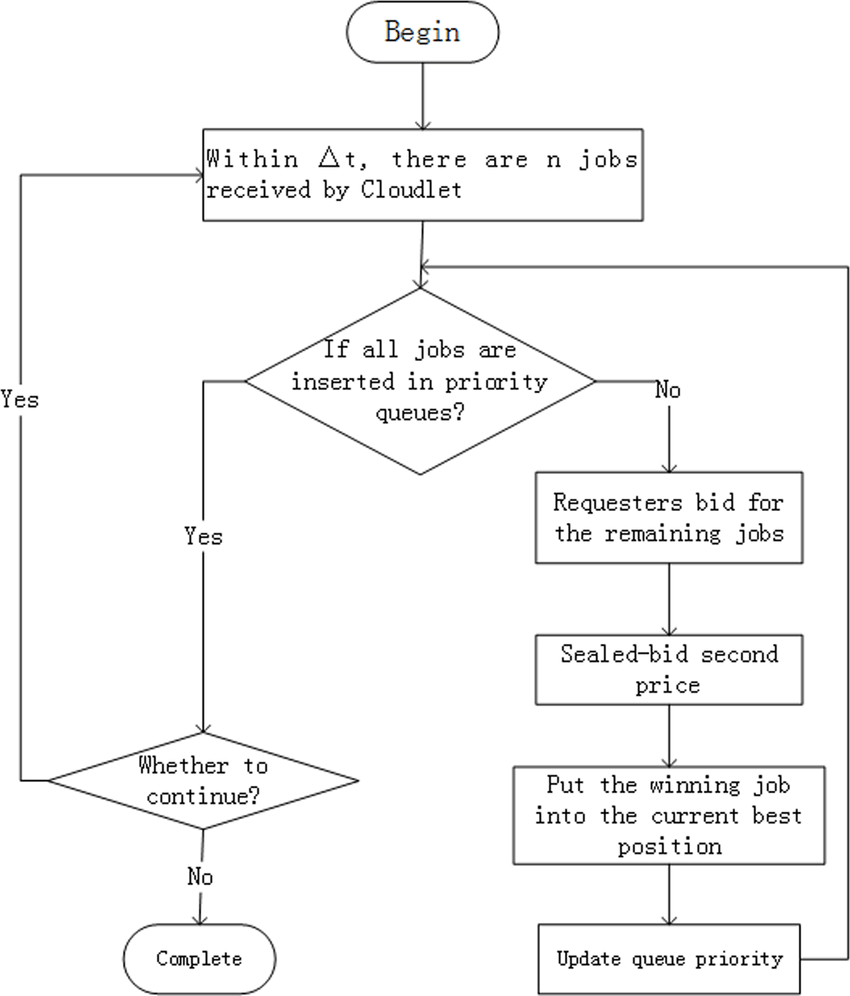 Begin
Within △t, there are n jobs
received by Cloudlet
If all jobs are
inserted in priority
queues?
Yes
No
Requesters bid for
the remaining jobs
Yes
Sealed-bid second
price
Whether to
continue?
Put the winning job
into the current best
position
No
Complete
Update queue priority